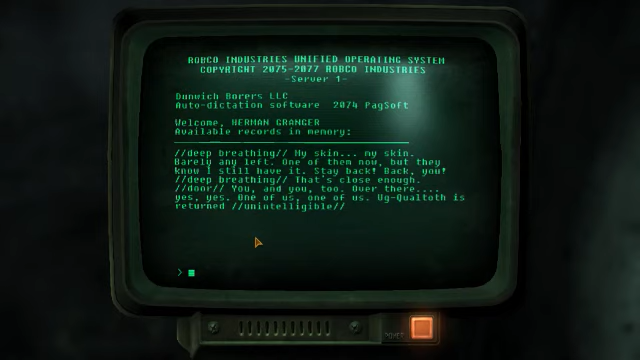 ROBCO INDUSTRIES UNIFIED OPERATING SYSTEM
COPYRIGHT 2075-2077 ROBCO INDUSTRIES
-Server 1-
Dunwich Borers LLC
Auto-dictation software 2074 PagSoft
Welcome, HERMAN GRANGER
Available records in memory:
//deep breathing// My skin... my skin.
Barely any left. One of them now, but they
know I still have it. Stay back! Back, you!
//deep breathing// That's close enough.
//door// You, and you, too. Over there....
yes, yes. One of us, one of us. Ug-Qualtoth is
returned //unintelligible//
>
POWER